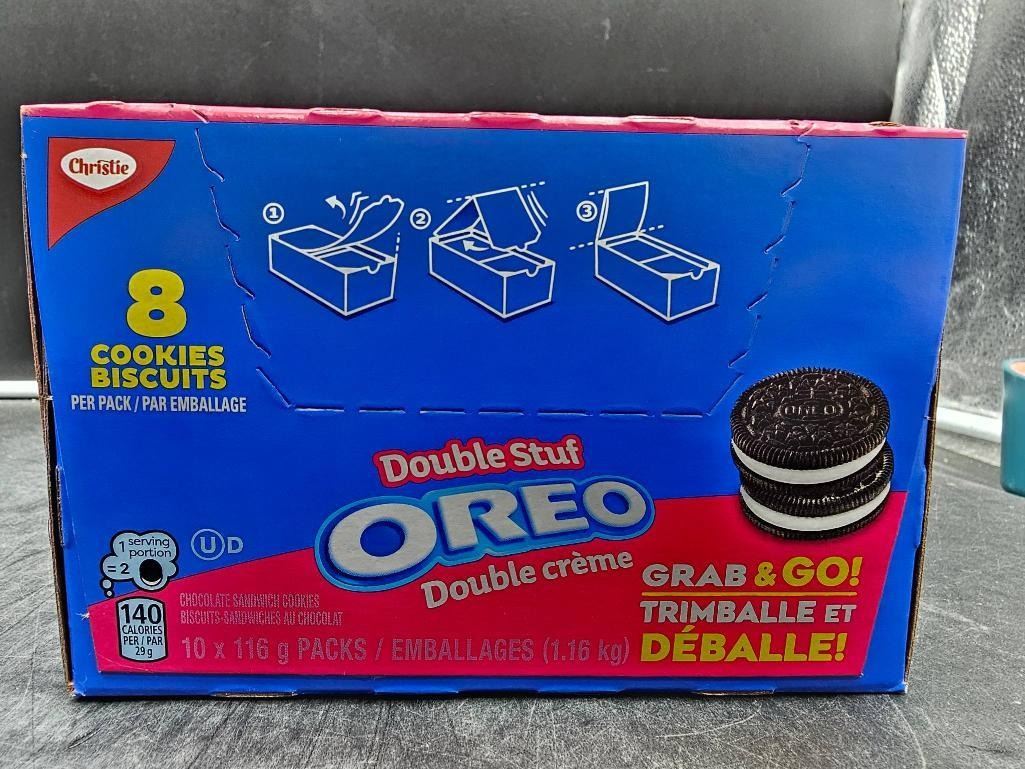 Christie
1
2
3
8
COOKIES
BISCUITS
PER PACK / PAR EMBALLAGE
Double Stuf
OREO
Double crème
OREO
GRAB & GO!
TRIMBALLE ET
DÉBALLE!
1 serving
portion
= 2
U D
140
CALORIES
PER / PAR
29 g
CHOCOLATE SANDWICH COOKIES
BISCUITS-SANDWICHES AU CHOCOLAT
10 x 116 g PACKS / EMBALLAGES (1.16 kg)